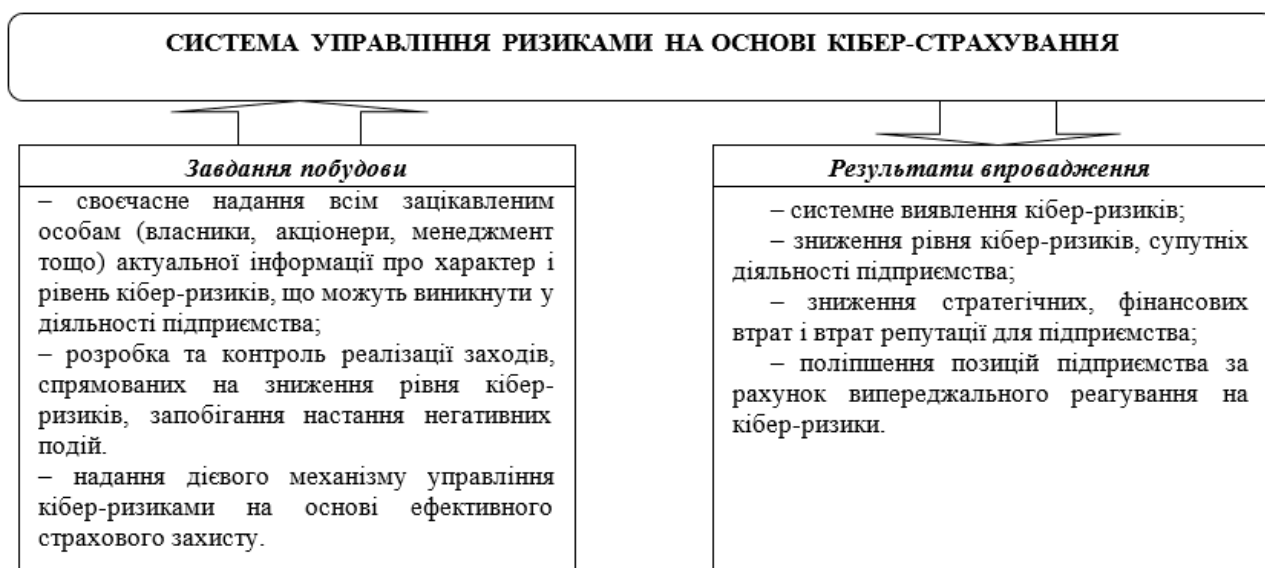 СИСТЕМА УПРАВЛІННЯ РИЗИКАМИ НА ОСНОВІ КІБЕР-СТРАХУВАННЯ
Завдання побудови
– своєчасне надання всім зацікавленим
особам (власники, акціонери, менеджмент
тощо) актуальної інформації про характер і
рівень кібер-ризиків, що можуть виникнути у
діяльності підприємства;
– розробка та контроль реалізації заходів,
спрямованих на зниження рівня кібер-
ризиків, запобігання настання негативних
подій.
– надання дієвого механізму управління
кібер-ризиками на основі ефективного
страхового захисту.
Результати впровадження
– системне виявлення кібер-ризиків;
– зниження рівня кібер-ризиків, супутніх
діяльності підприємства;
– зниження стратегічних, фінансових
втрат і втрат репутації для підприємства;
– поліпшення позицій підприємства за
рахунок випереджального реагування на
кібер-ризики.